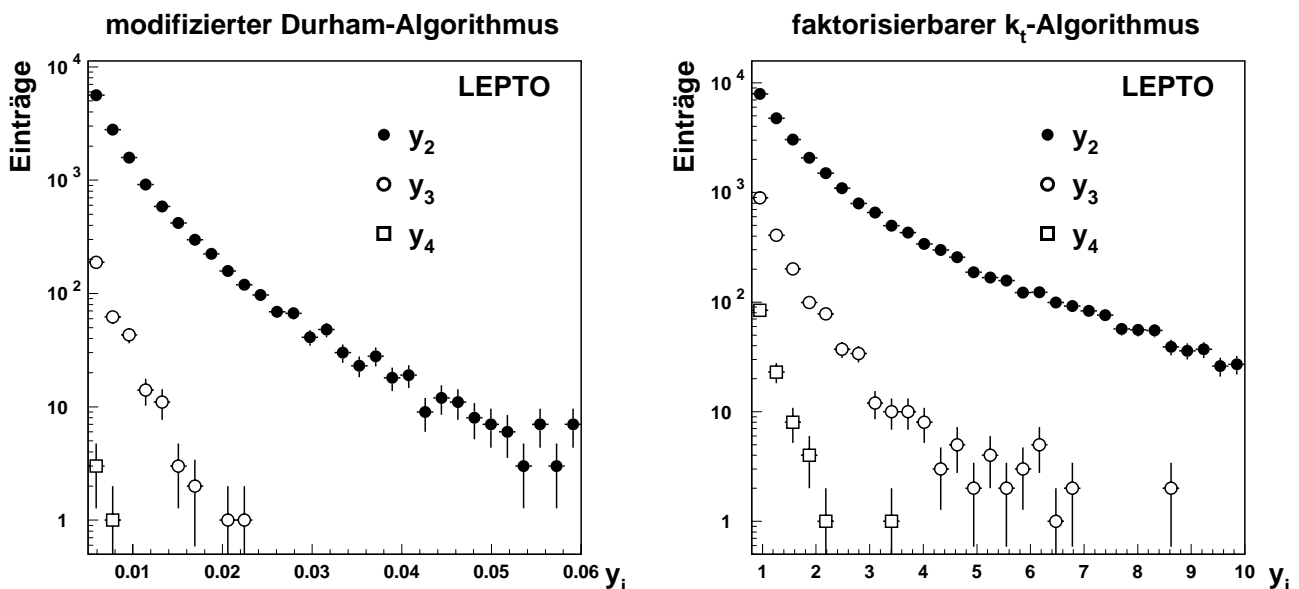 modifizierter Durham-Algorithmus
Einträge
LEPTO
y2
y3
y4
10^4
10^3
10^2
10
1
0.01 0.02 0.03 0.04 0.05 0.06
yi
faktorisierbarer kt-Algorithmus
Einträge
LEPTO
y2
y3
y4
10^4
10^3
10^2
10
1
1 2 3 4 5 6 7 8 9 10
yi